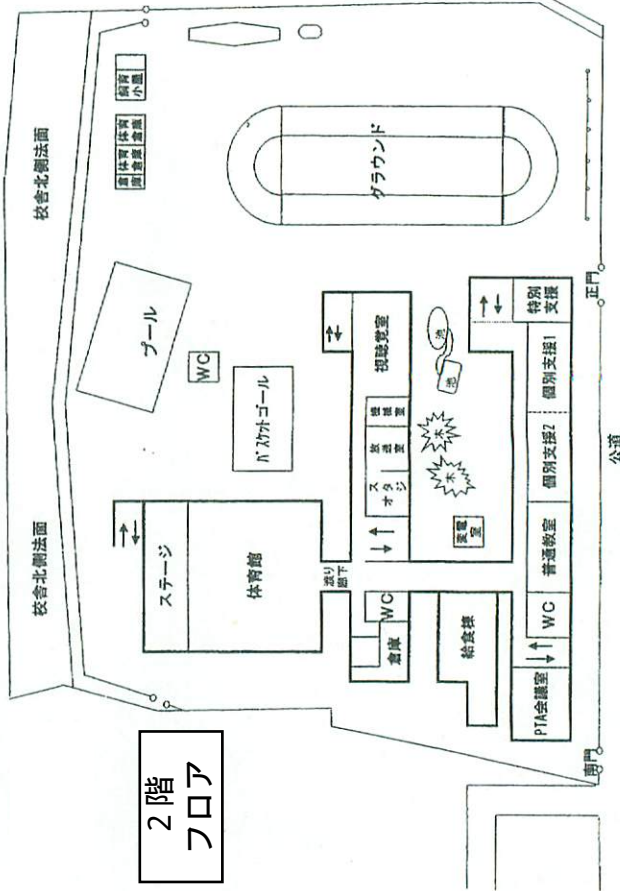 校舎北側法面
校舎北側法面
飼育
小屋
体育
倉庫
体育
倉庫
倉
庫
プール
WC
バスケットゴール
グラウンド
ステージ
体育館
渡り
廊下
視聴覚室
機械室
放送室
スタジオ
WC
倉庫
池
池
木
木
変電
室
給食棟
特別
支援
個別支援1
個別支援2
普通教室
WC
PTA会議室
正門
公道
南門
2階
フロア